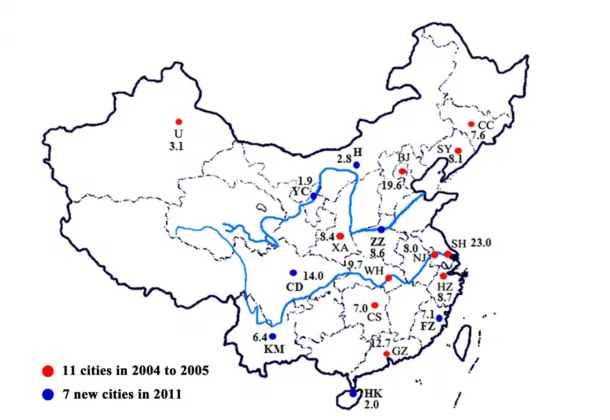 CC
7.6
U
3.1
SY
8.1
H
2.8
BJ
19.6
1.9
YC
8.4
XA
ZZ
8.6
8.0
NJ
SH 23.0
9.7
WH
14.0
CD
HZ
8.7
7.0
CS
7.1
FZ
6.4
KM
12.7
GZ
11 cities in 2004 to 2005
7 new cities in 2011
HK
2.0